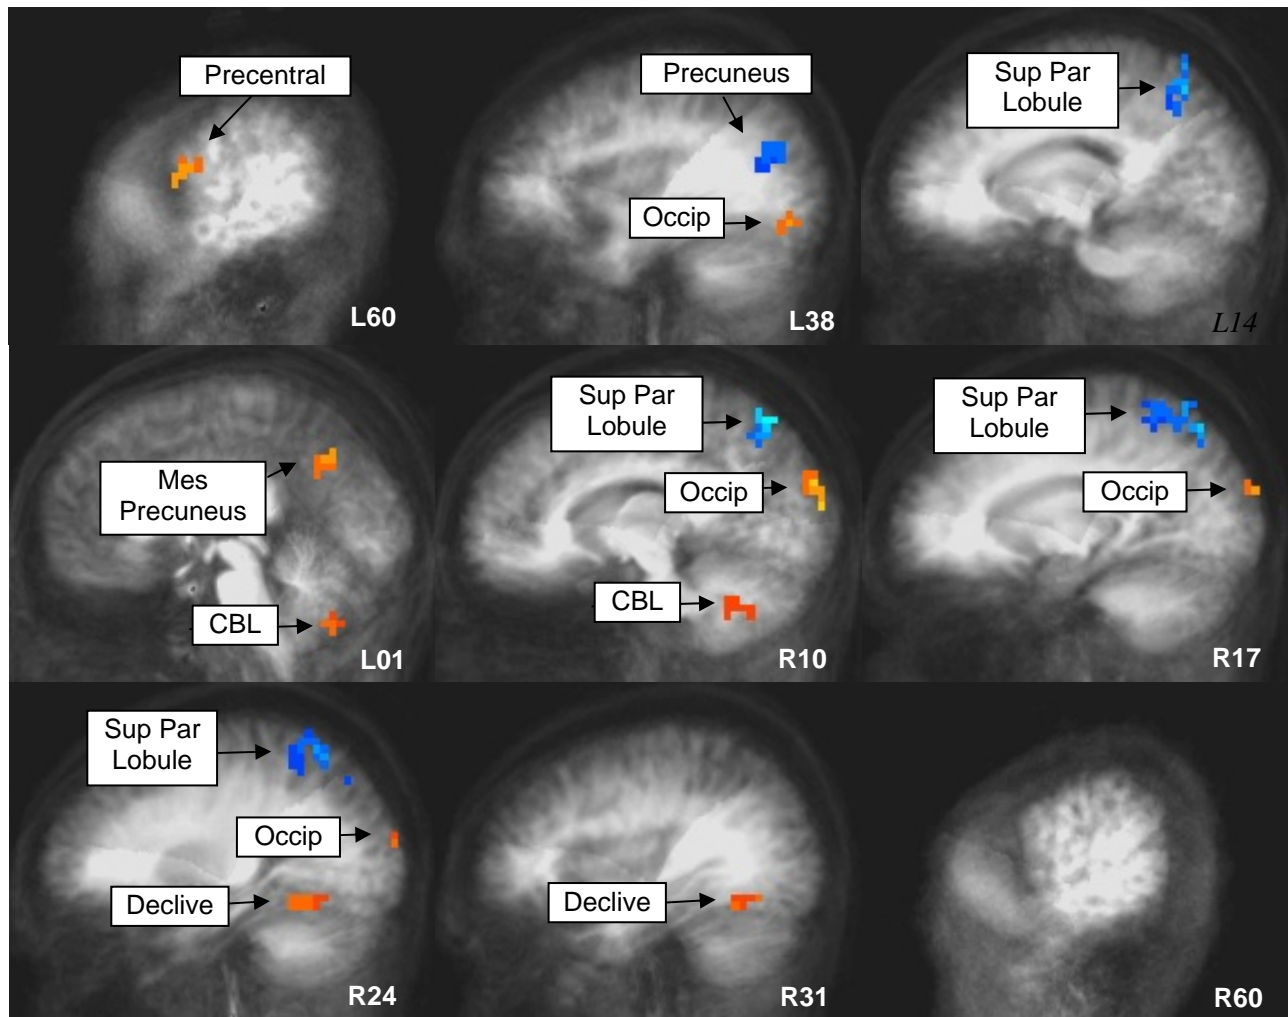 Precentral
L60
Precuneus
Occip
L38
Sup Par
Lobule
L14
Mes
Precuneus
CBL
L01
Sup Par
Lobule
Occip
CBL
R10
Sup Par
Lobule
Occip
R17
Sup Par
Lobule
Occip
Declive
R24
Declive
R31
R60